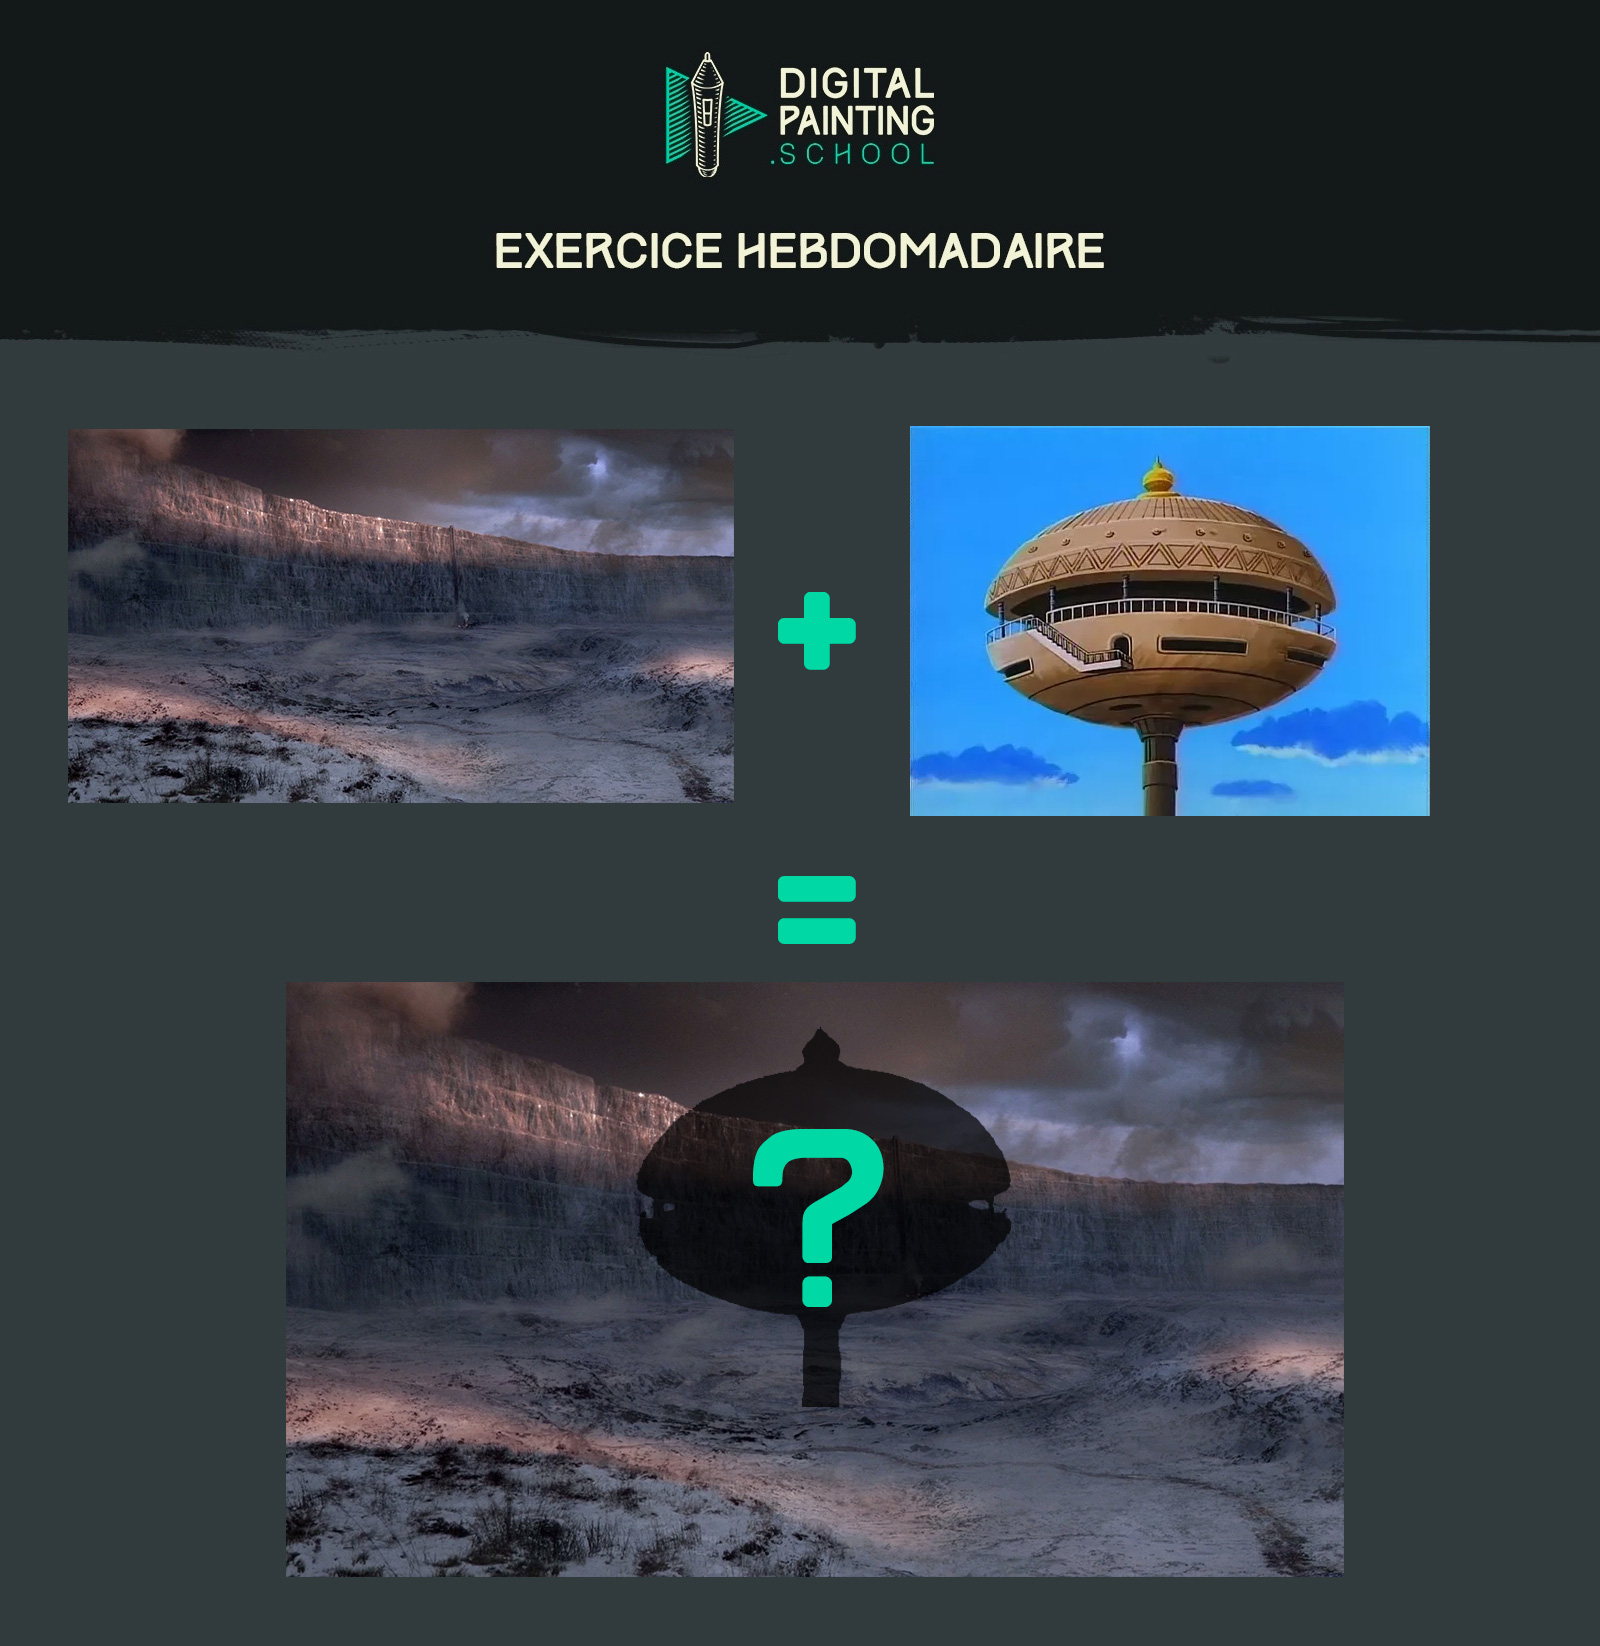 DIGITAL
PAINTING
.SCHOOL
EXERCICE HEBDOMADAIRE
+
=
?